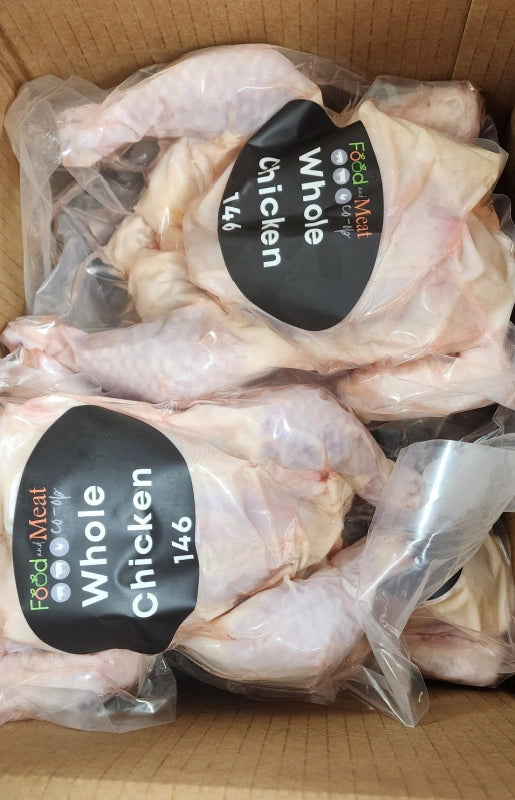 Food and Meat
co-op
Whole
Chicken
146
Food and Meat
co-op
Whole
Chicken
146